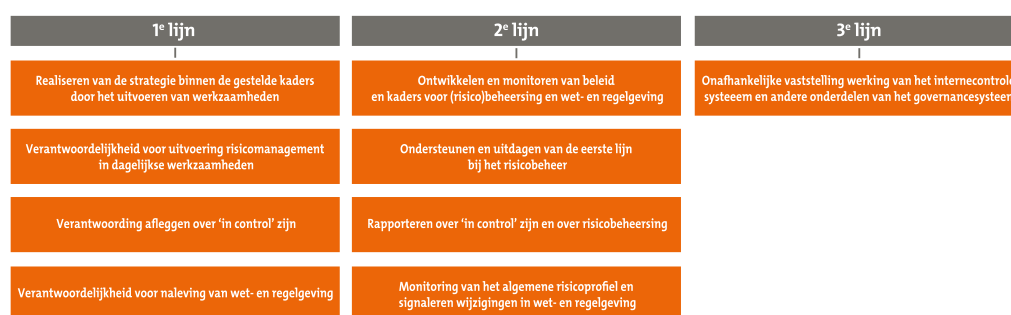 1e lijn
Realiseren van de strategie binnen de gestelde kaders
door het uitvoeren van werkzaamheden
Verantwoordelijkheid voor uitvoering risicomanagement
in dagelijkse werkzaamheden
Verantwoording afleggen over ‘in control’ zijn
Verantwoordelijkheid voor naleving van wet- en regelgeving
2e lijn
Ontwikkelen en monitoren van beleid
en kaders voor (risico)beheersing en wet- en regelgeving
Ondersteunen en uitdagen van de eerste lijn
bij het risicobeheer
Rapporteren over ‘in control’ zijn en over risicobeheersing
Monitoring van het algemene risicoprofiel en
signaleren wijzigingen in wet- en regelgeving
3e lijn
Onafhankelijke vaststelling werking van het internecontrole
systeeem en andere onderdelen van het governancesysteem